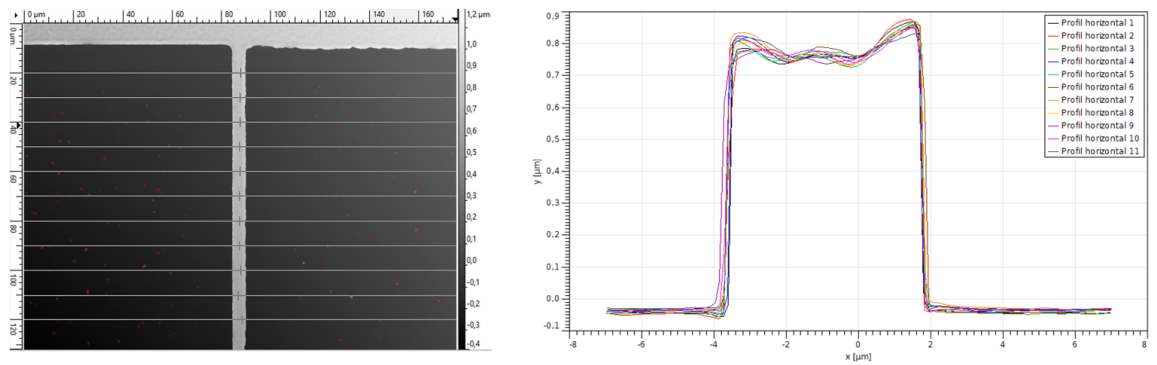 0 µm 20 40 60 80 100 120 140 160
1,2 µm
0 µm
20
40
60
80
100
120
1,0
0,9
0,8
0,7
0,6
0,5
0,4
0,3
0,2
0,1
0,0
-0,1
-0,2
-0,3
-0,4
0,9
0,8
0,7
0,6
0,5
0,4
0,3
0,2
0,1
0,0
-0.1
y [µm]
-8 -6 -4 -2 0 2 4 6 8
x [µm]
Profil horizontal 1
Profil horizontal 2
Profil horizontal 3
Profil horizontal 4
Profil horizontal 5
Profil horizontal 6
Profil horizontal 7
Profil horizontal 8
Profil horizontal 9
Profil horizontal 10
Profil horizontal 11